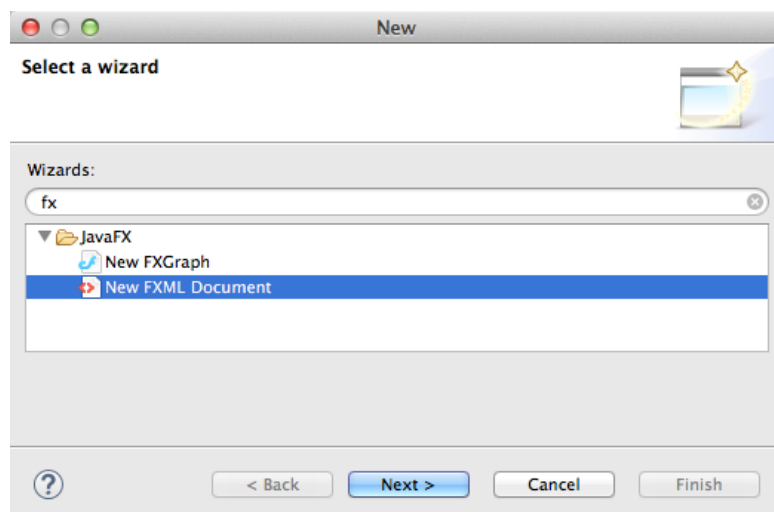 New
Select a wizard
Wizards:
fx
JavaFX
New FXGraph
New FXML Document
? < Back Next > Cancel Finish